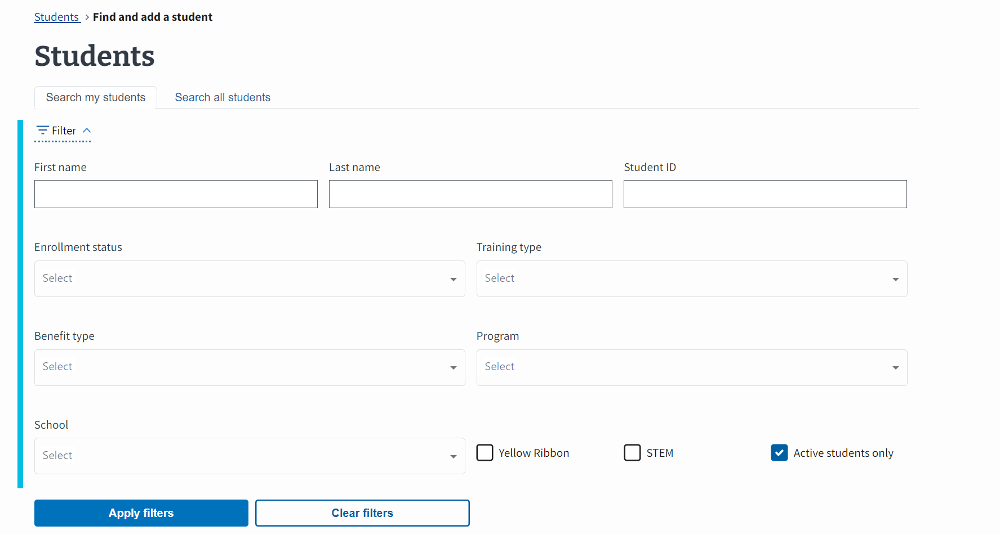 Students > Find and add a student
Students
Search my students Search all students
Filter
First name Last name Student ID
Enrollment status Training type
Select Select
Benefit type Program
Select Select
School
Select Yellow Ribbon STEM Active students only
Apply filters Clear filters